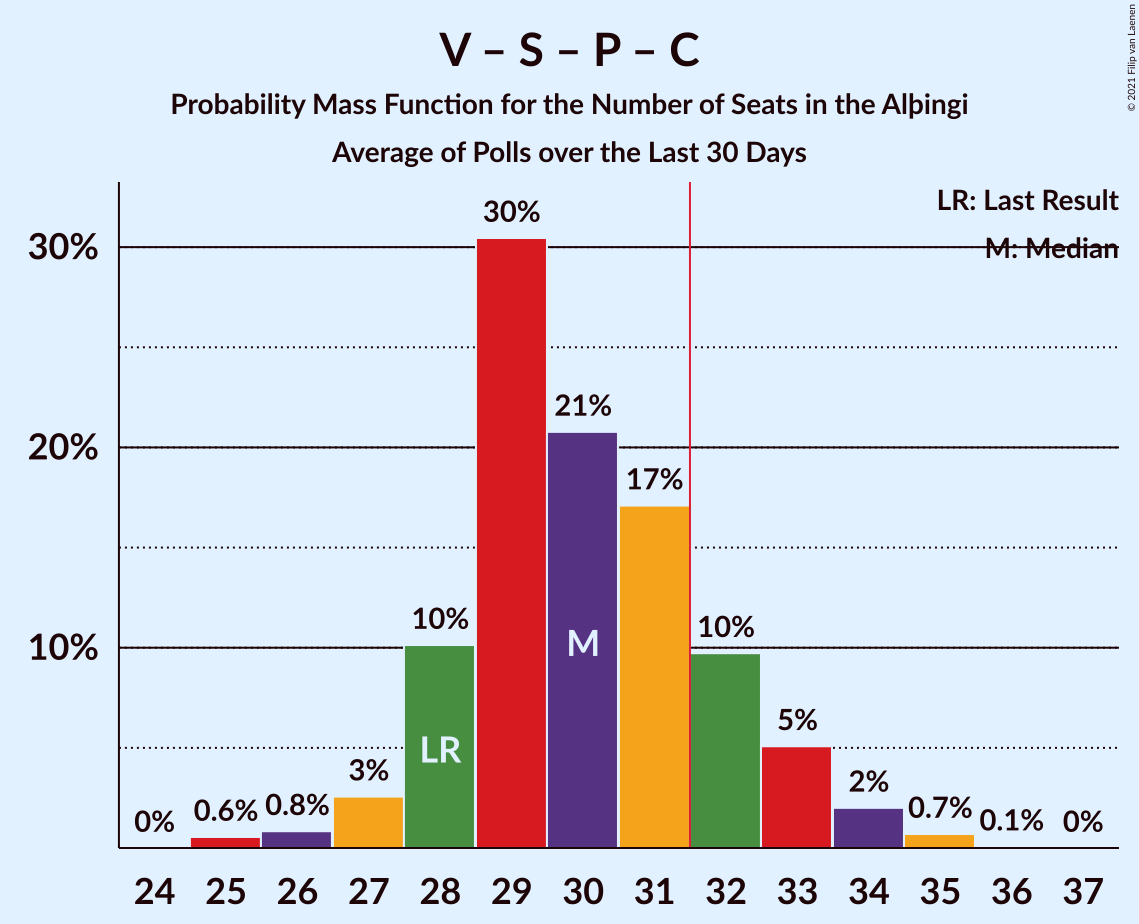 V – S – P – C
Probability Mass Function for the Number of Seats in the Alþingi
Average of Polls over the Last 30 Days
© 2021 Filip van Laenen
LR: Last Result
M: Median
30%
20%
10%
0%
0.6%
0.8%
3%
10%
30%
21%
17%
10%
5%
2%
0.7%
0.1%
0%
LR
M
24 25 26 27 28 29 30 31 32 33 34 35 36 37